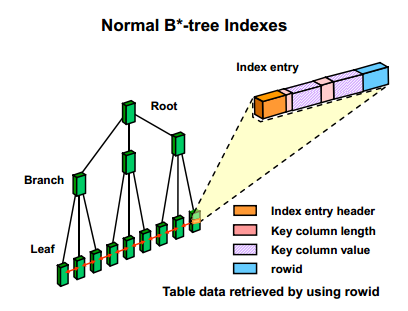 Normal B*-tree Indexes
Index entry
Root
Branch
Leaf
Index entry header
Key column length
Key column value
rowid
Table data retrieved by using rowid